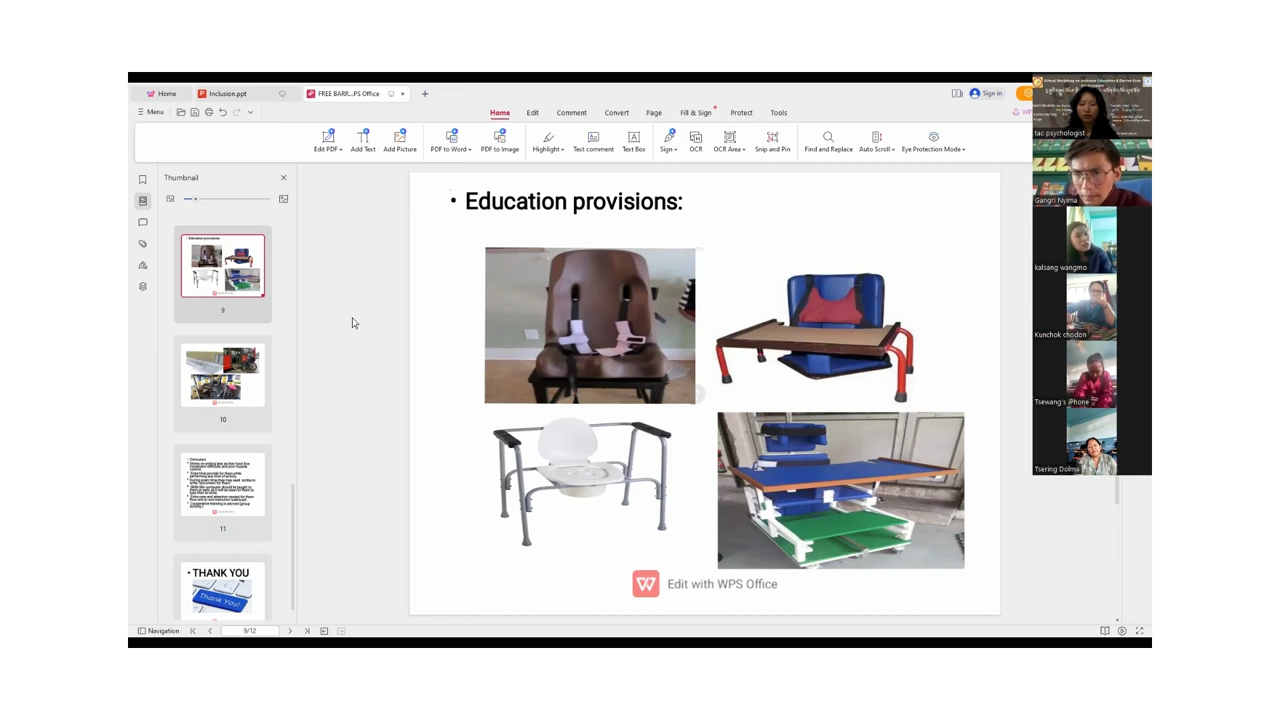 Home
Inclusion.ppt
FREE BARR...PS Office
Sign in
Menu
Home
Edit
Comment
Convert
Page
Fill & Sign
Protect
Tools
Edit PDF
Add Text
Add Picture
PDF to Word
PDF to Image
Highlight
Text comment
Text Box
Sign
OCR
OCR Area
Snip and Pin
Find and Replace
Auto Scroll
Eye Protection Mode
Thumbnail
9
10
11
• THANK YOU
Thank You!
• Education provisions:
Edit with WPS Office
Navigation
9/12
tac psychologist
Gangri Nyima
kalsang wangmo
Kunchok chodon
Tsewang's iPhone
Tsering Dolma